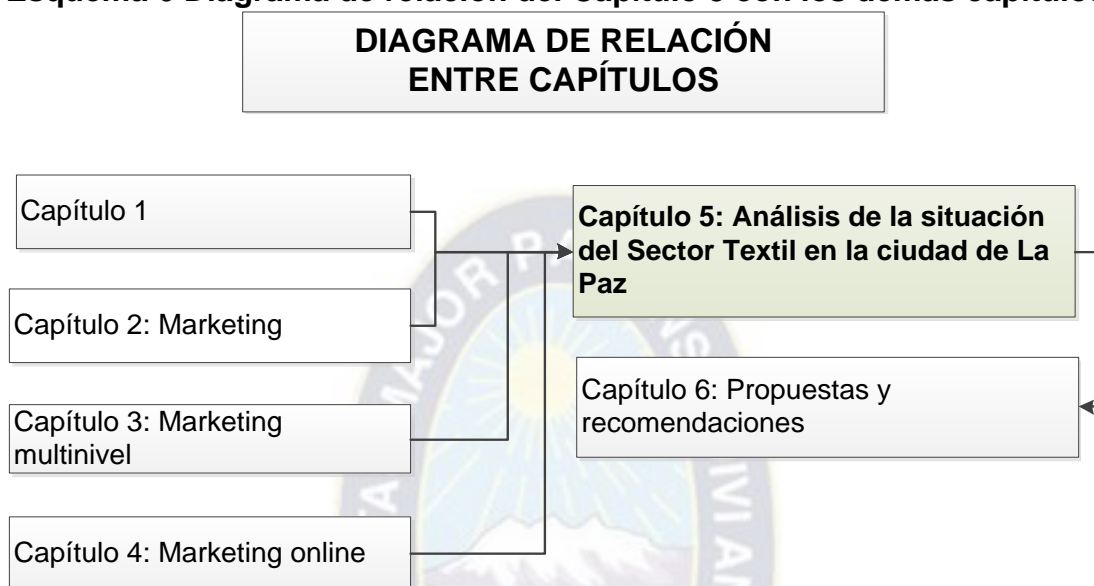 DIAGRAMA DE RELACIÓN
ENTRE CAPÍTULOS
Capítulo 1
Capítulo 2: Marketing
Capítulo 3: Marketing
multinivel
Capítulo 4: Marketing online
Capítulo 5: Análisis de la situación
del Sector Textil en la ciudad de La
Paz
Capítulo 6: Propuestas y
recomendaciones